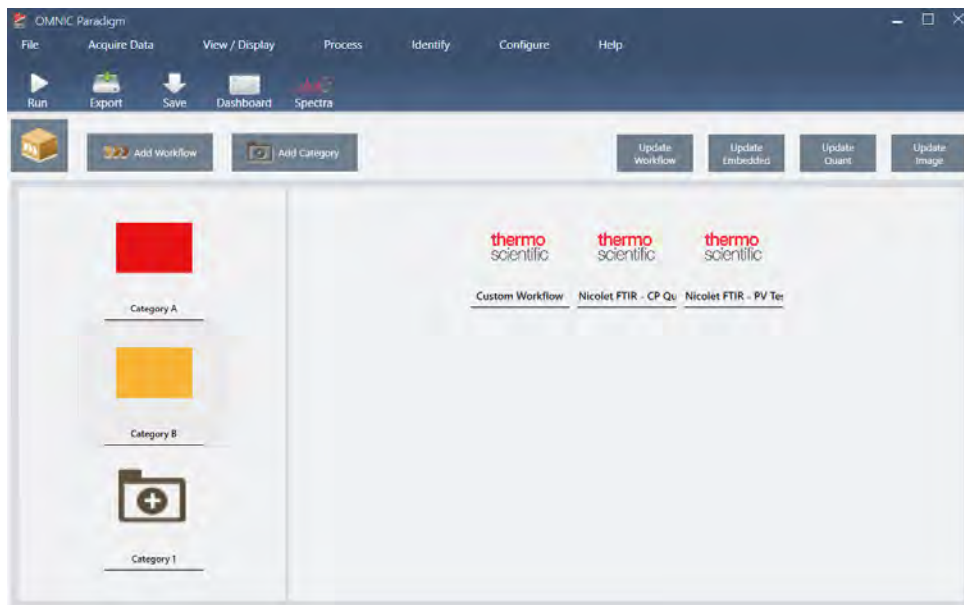 OMNIC Paradigm
File Acquire Data View / Display Process Identify Configure Help
Run Export Save Dashboard Spectra
Add Workflow Add Category
Update Workflow
Update Embedded
Update Quant
Update Image
thermo scientific
thermo scientific
thermo scientific
Custom Workflow Nicolet FTIR - CP Qu Nicolet FTIR - PV Tes
Category A
Category B
Category 1